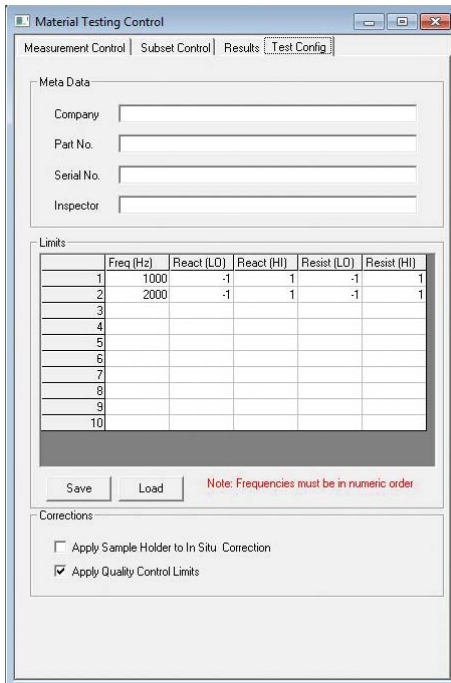 Material Testing Control
Measurement Control Subset Control Results Test Config
Meta Data
Company
Part No.
Serial No.
Inspector
Limits
Freq (Hz) React (LO) React (HI) Resist (LO) Resist (HI)
1 1000 -1 1 -1 1
2 2000 -1 1 -1 1
3
4
5
6
7
8
9
10
Save Load Note: Frequencies must be in numeric order
Corrections
Apply Sample Holder to In Situ Correction
Apply Quality Control Limits